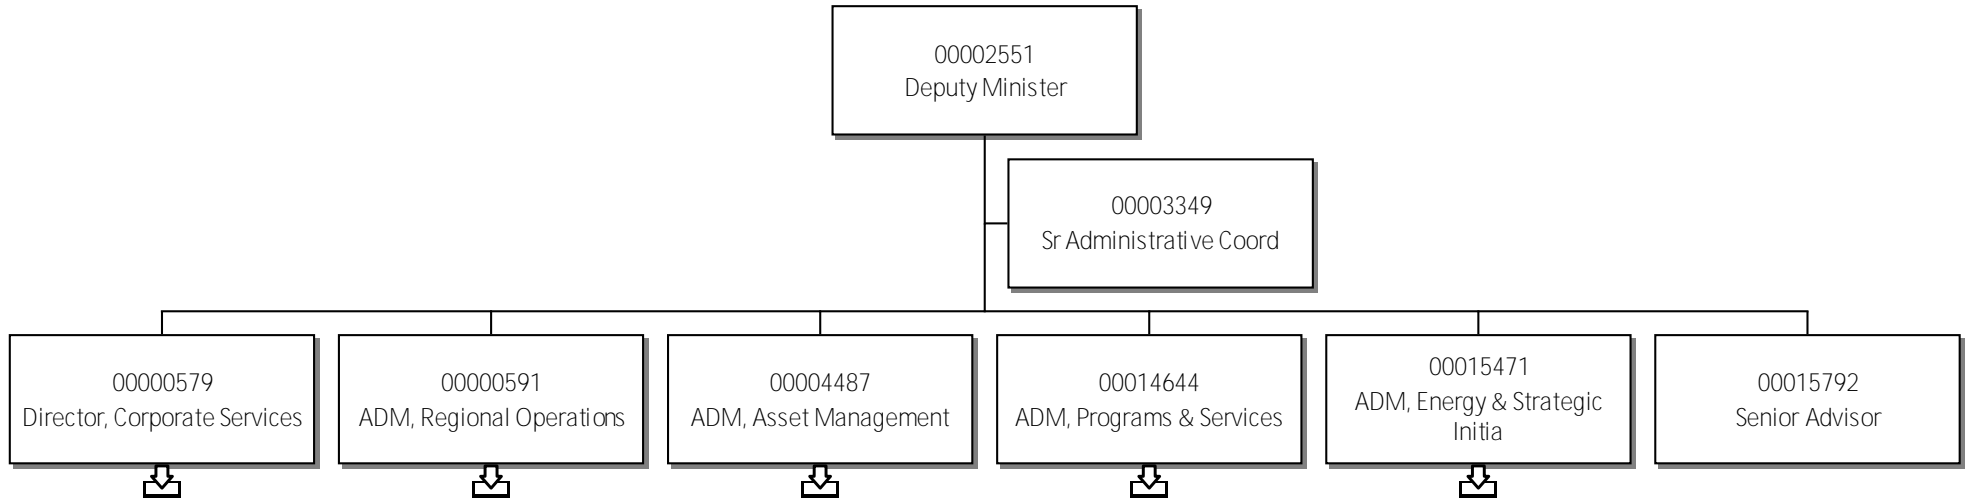 00002551
Deputy Minister
00003349
Sr Administrative Coord
00000579
Director, Corporate Services
00000591
ADM, Regional Operations
00004487
ADM, Asset Management
00014644
ADM, Programs & Services
00015471
ADM, Energy & Strategic
Initia
00015792
Senior Advisor